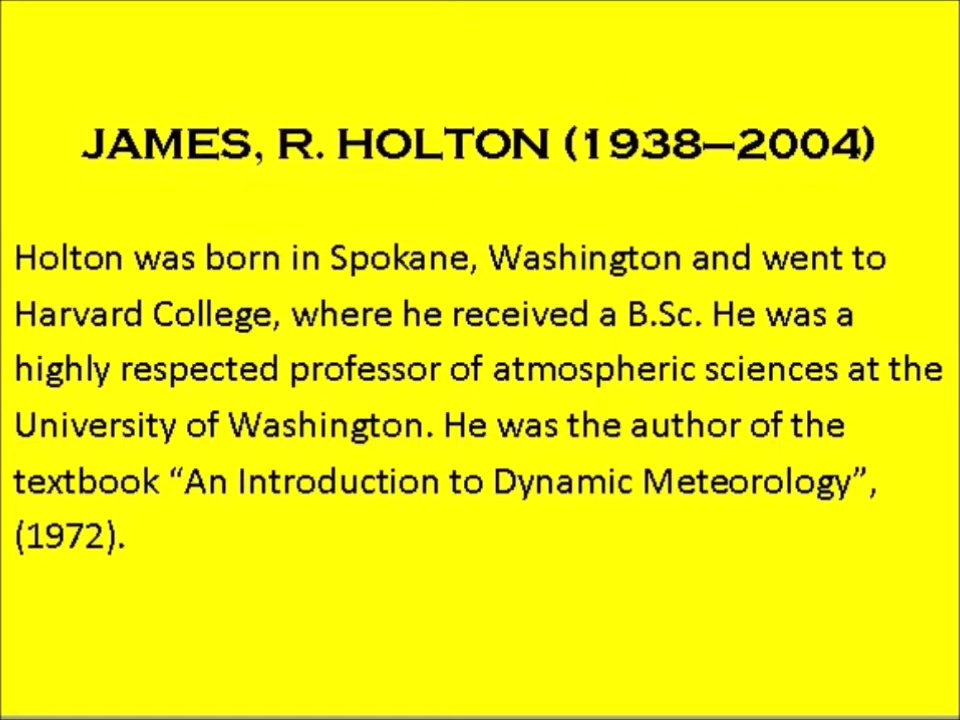 JAMES, R. HOLTON (1938–2004)
Holton was born in Spokane, Washington and went to
Harvard College, where he received a B.Sc. He was a
highly respected professor of atmospheric sciences at the
University of Washington. He was the author of the
textbook “An Introduction to Dynamic Meteorology”,
(1972).